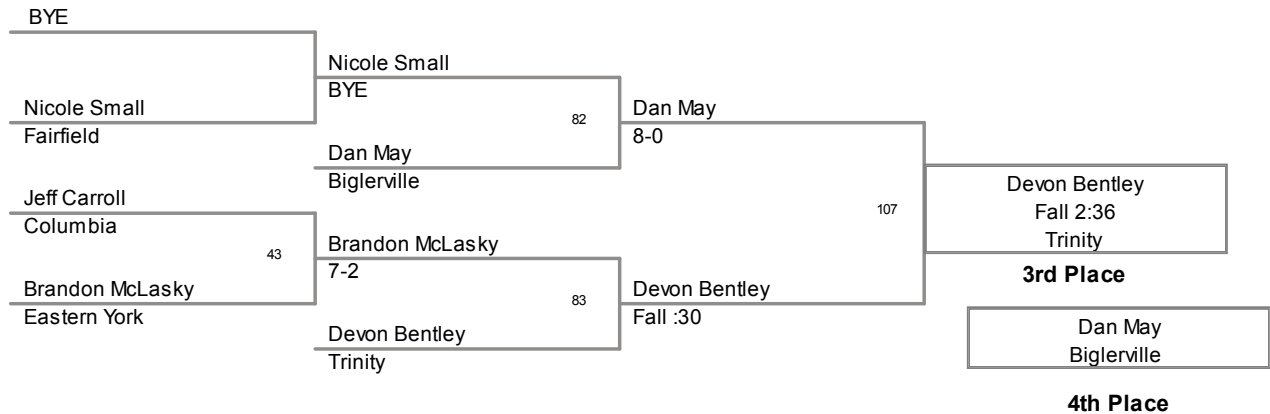 BYE
Nicole Small
Fairfield
Jeff Carroll
Columbia
43
Brandon McLasky
Eastern York
Nicole Small
BYE
82
Dan May
Biglerville
Brandon McLasky
7-2
83
Devon Bentley
Trinity
Dan May
8-0
107
Devon Bentley
Fall :30
Devon Bentley
Fall 2:36
Trinity
3rd Place
Dan May
Biglerville
4th Place